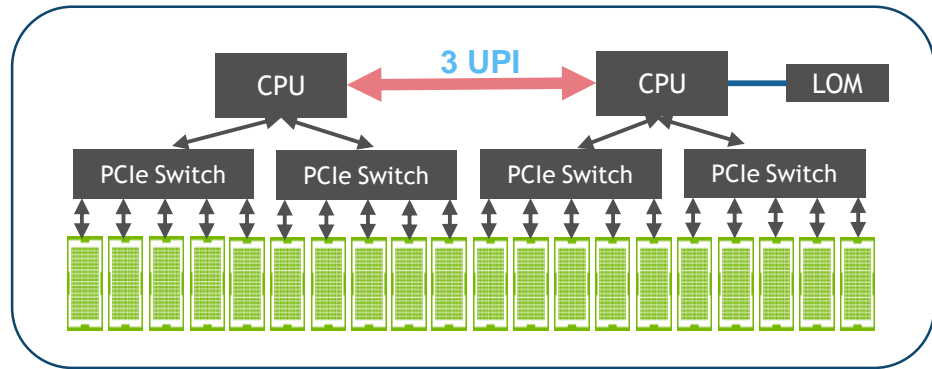 3 UPI
CPU
CPU
LOM
PCIe Switch
PCIe Switch
PCIe Switch
PCIe Switch